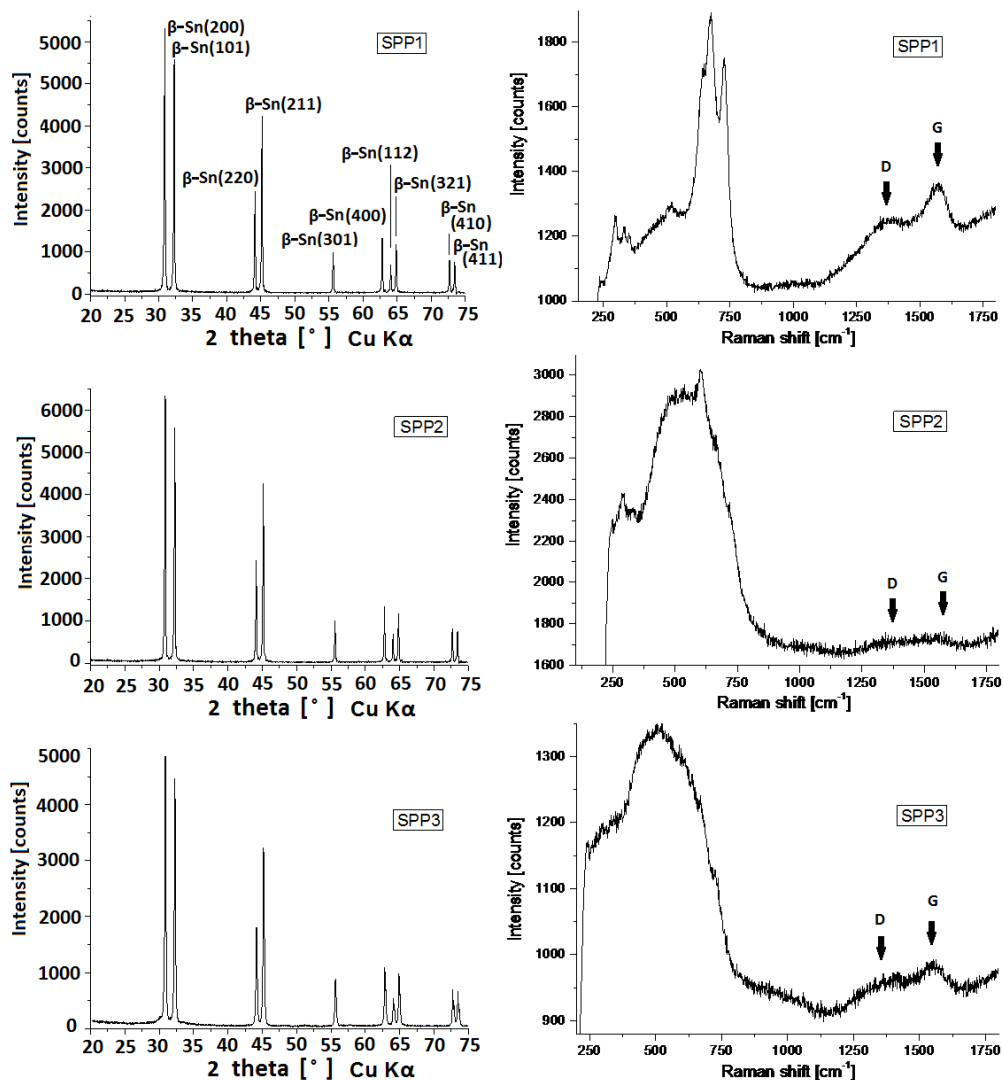 β-Sn(200)
β-Sn(101)
SPP1
β-Sn(211)
β-Sn(112)
β-Sn(220)
β-Sn(321)
β-Sn(400)
β-Sn
(410)
β-Sn(301)
β-Sn
(411)
Intensity [counts]
5000
5000
4000
3000
2000
1000
0
20 25 30 35 40 45 50 55 60 65 70 75
2 theta [°] Cu Kα
SPP1
G
D
Intensity [counts]
1800
1600
1400
1200
1000
250 500 750 1000 1250 1500 1750
Raman shift [cm-1]
SPP2
Intensity [counts]
6000
5000
4000
3000
2000
1000
0
20 25 30 35 40 45 50 55 60 65 70 75
2 theta [°] Cu Kα
SPP2
D G
Intensity [counts]
3000
2800
2600
2400
2200
2000
1800
1600
250 500 750 1000 1250 1500 1750
Raman shift [cm-1]
SPP3
Intensity [counts]
5000
4000
3000
2000
1000
0
20 25 30 35 40 45 50 55 60 65 70 75
2 theta [°] Cu Kα
SPP3
G
D
Intensity [counts]
1300
1200
1100
1000
900
250 500 750 1000 1250 1500 1750
Raman shift [cm-1]